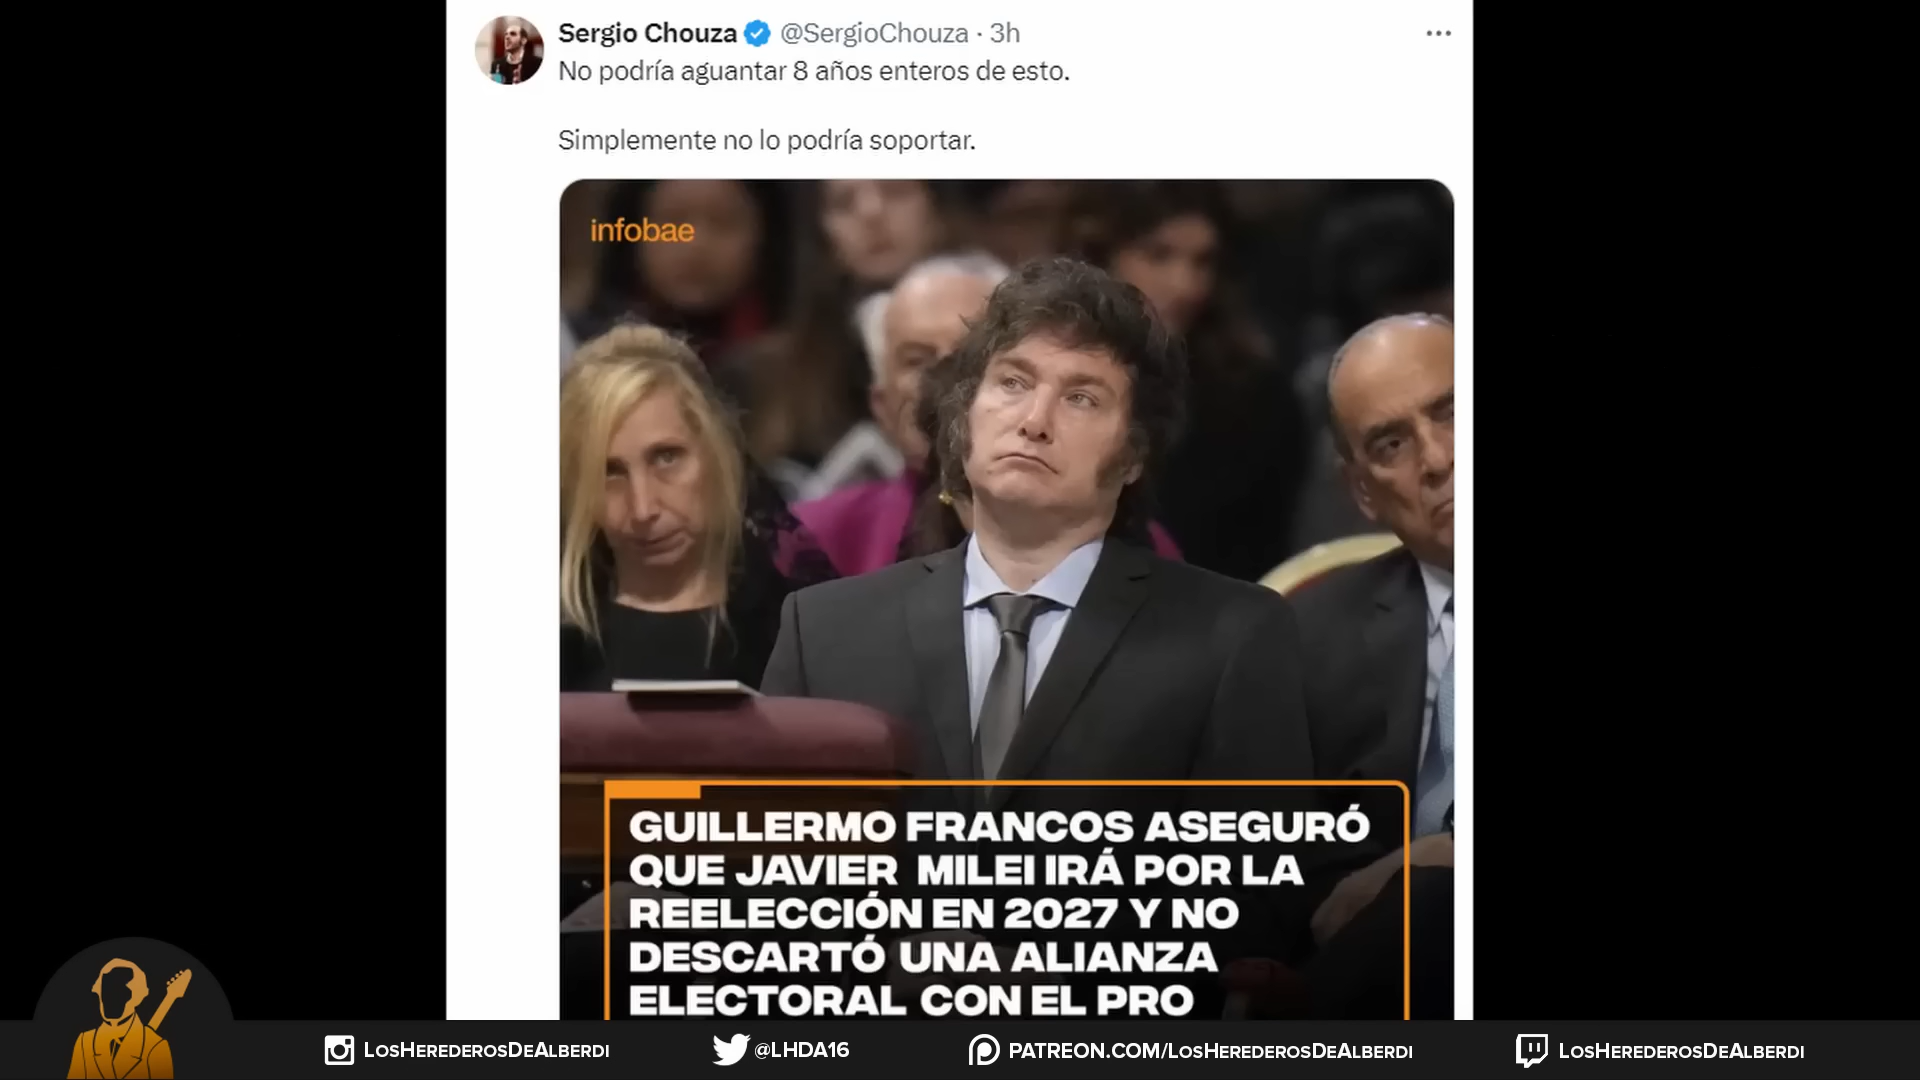 Sergio Chouza @SergioChouza · 3h
No podría aguantar 8 años enteros de esto.
Simplemente no lo podría soportar.
infobae
GUILLERMO FRANCOS ASEGURÓ
QUE JAVIER MILEI IRÁ POR LA
REELECCIÓN EN 2027 Y NO
DESCARTÓ UNA ALIANZA
ELECTORAL CON EL PRO
LOSHEREDEROSDEALBERDI
@LHDA16
PATREON.COM/LOSHEREDEROSDEALBERDI
LOSHEREDEROSDEALBERDI